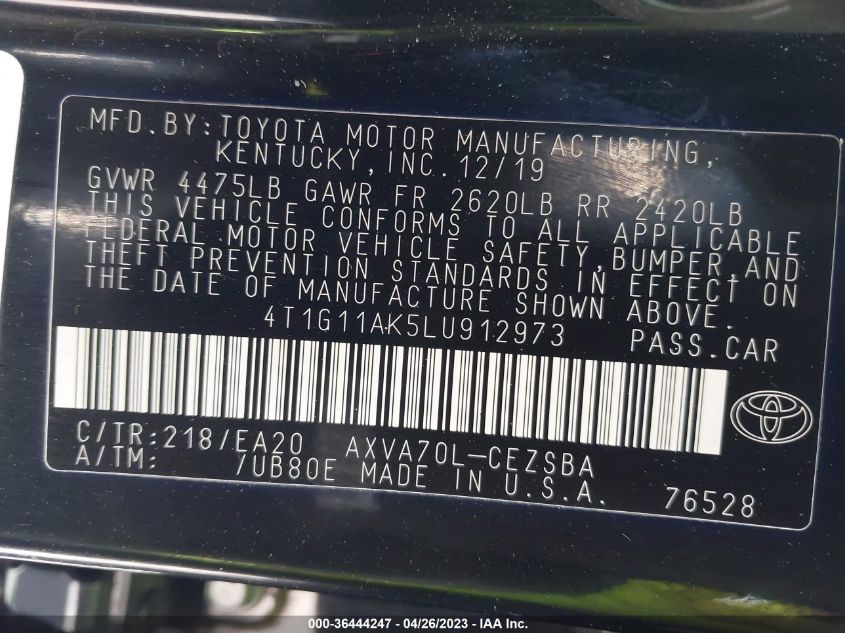 MFD.BY:TOYOTA MOTOR MANUFACTURING,
KENTUCKY,INC.12/19
GVWR 4475LB GAWR FR 2620LB RR 2420LB
THIS VEHICLE CONFORMS TO ALL APPLICABLE
FEDERAL MOTOR VEHICLE SAFETY,BUMPER,AND
THEFT PREVENTION STANDARDS IN EFFECT ON
THE DATE OF MANUFACTURE SHOWN ABOVE.
4T1G11AK5LU912973 PASS.CAR
C/TR:218/EA20 AXVA70L-CEZSBA
A/TM: /UB80E MADE IN U.S.A. 76528
000-36444247 - 04/26/2023 - © IAA Inc.